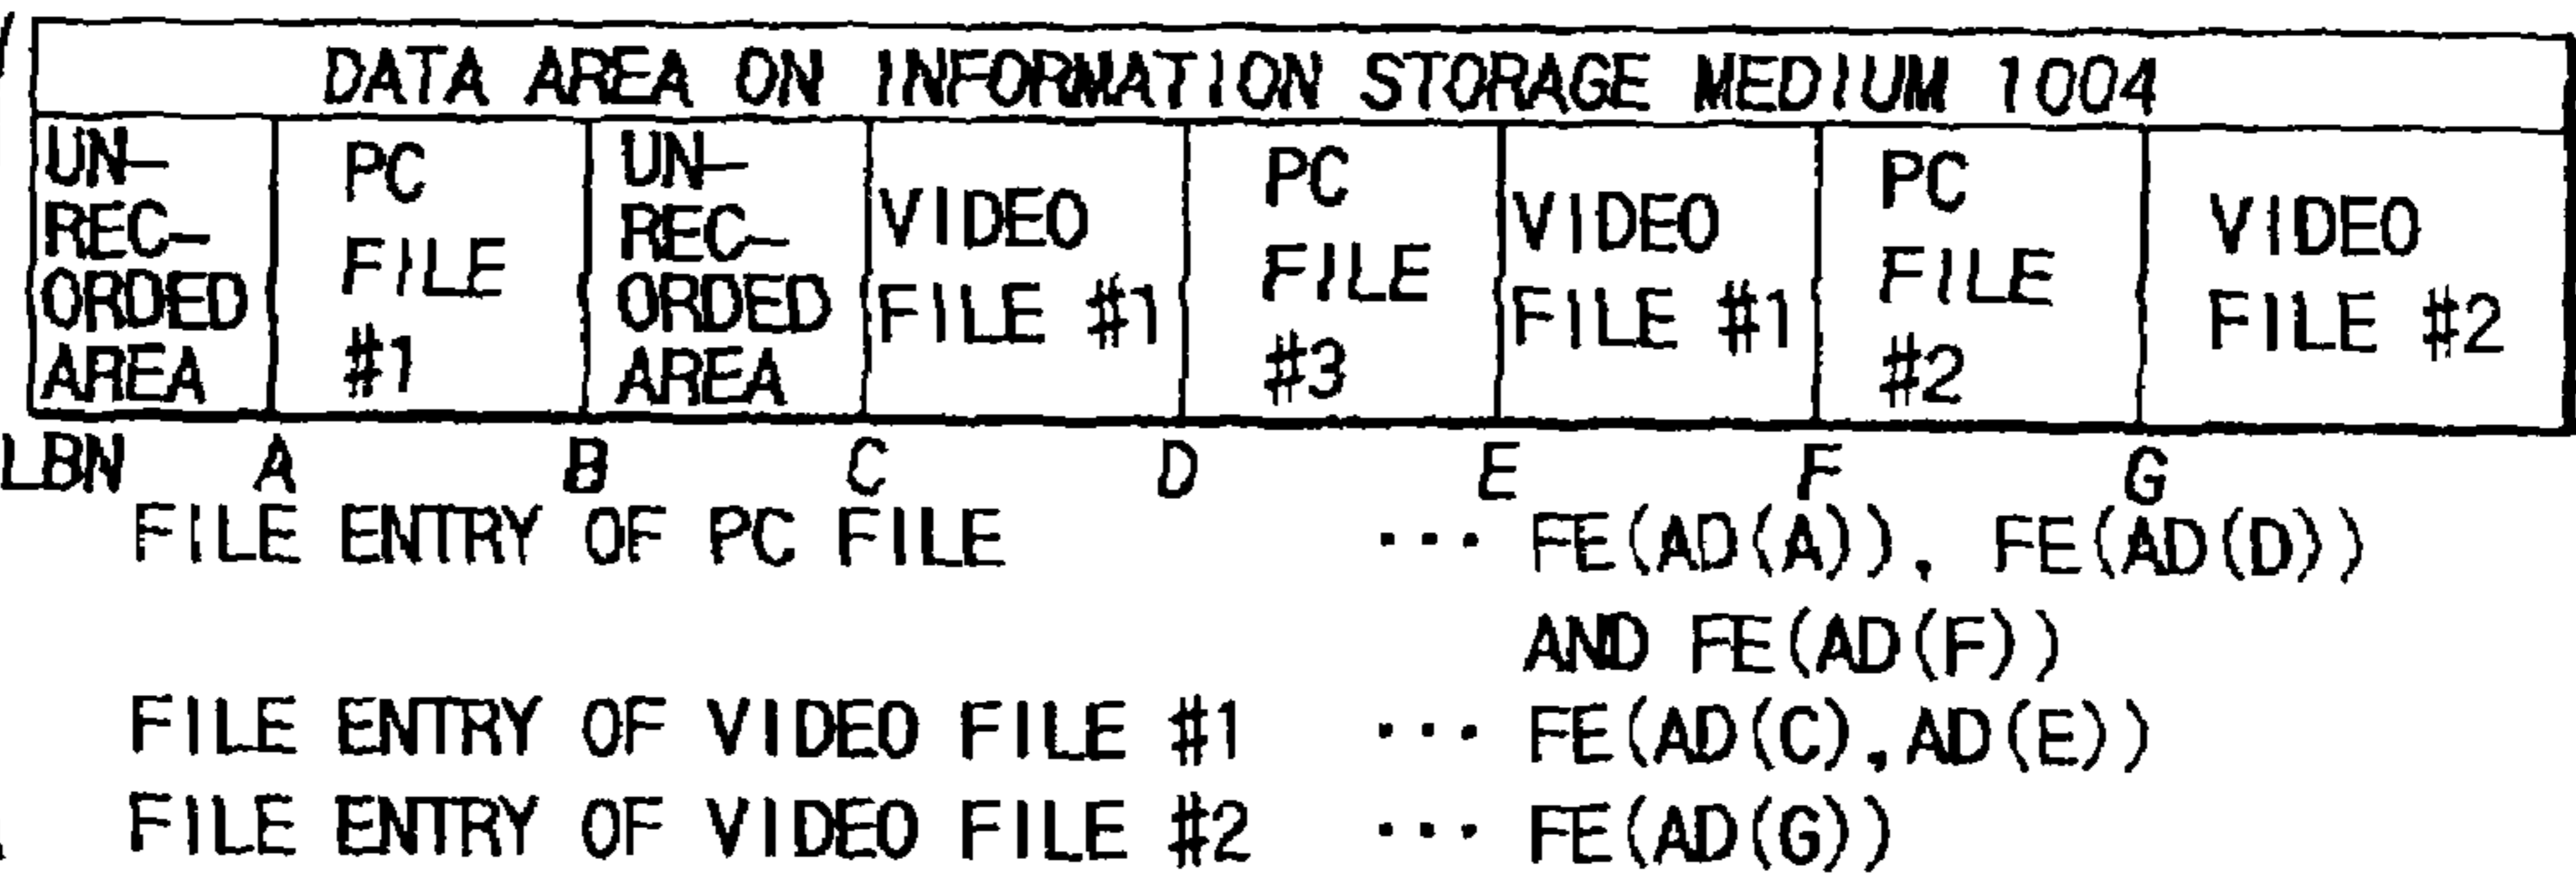 DATA AREA ON INFORMATION STORAGE MEDIUM 1004
UN-
REC-
ORDED
AREA
PC
FILE
#1
UN-
REC-
ORDED
AREA
VIDEO
FILE #1
PC
FILE
#3
VIDEO
FILE #1
PC
FILE
#2
VIDEO
FILE #2
LBN A B C D E F G
FILE ENTRY OF PC FILE ··· FE(AD(A)), FE(AD(D))
AND FE(AD(F))
FILE ENTRY OF VIDEO FILE #1 ··· FE(AD(C),AD(E))
FILE ENTRY OF VIDEO FILE #2 ··· FE(AD(G))